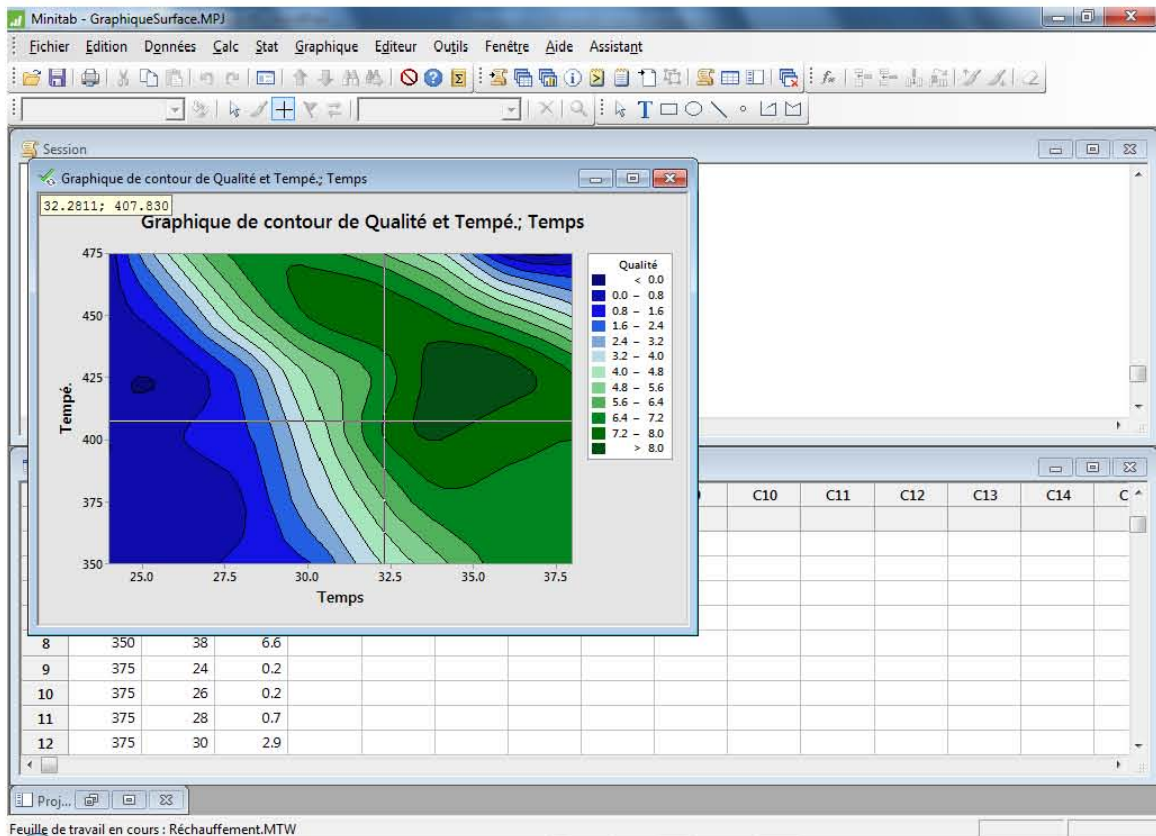 Minitab - GraphiqueSurface.MPJ
Fichier Edition Données Calc Stat Graphique Editeur Outils Fenêtre Aide Assistant
Session
Graphique de contour de Qualité et Tempé.; Temps
32.2811; 407.830
Graphique de contour de Qualité et Tempé.; Temps
475
450
425
400
375
350
Tempé.
25.0 27.5 30.0 32.5 35.0 37.5
Temps
Qualité
< 0.0
0.0 – 0.8
0.8 – 1.6
1.6 – 2.4
2.4 – 3.2
3.2 – 4.0
4.0 – 4.8
4.8 – 5.6
5.6 – 6.4
6.4 – 7.2
7.2 – 8.0
> 8.0
C10 C11 C12 C13 C14 C
8 350 38 6.6
9 375 24 0.2
10 375 26 0.2
11 375 28 0.7
12 375 30 2.9
Proj...
Feuille de travail en cours : Réchauffement.MTW